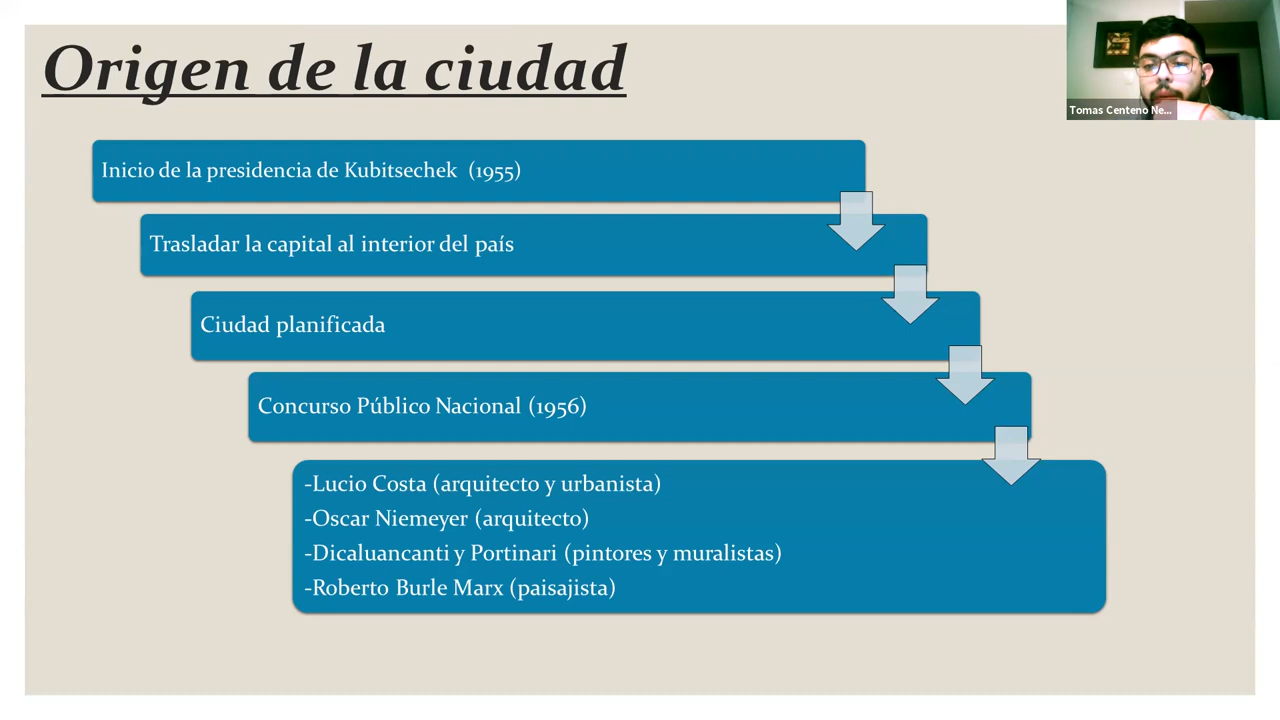 Origen de la ciudad
Tomas Centeno Ne...
Inicio de la presidencia de Kubitsechek (1955)
Trasladar la capital al interior del país
Ciudad planificada
Concurso Público Nacional (1956)
-Lucio Costa (arquitecto y urbanista)
-Oscar Niemeyer (arquitecto)
-Dicaluancanti y Portinari (pintores y muralistas)
-Roberto Burle Marx (paisajista)